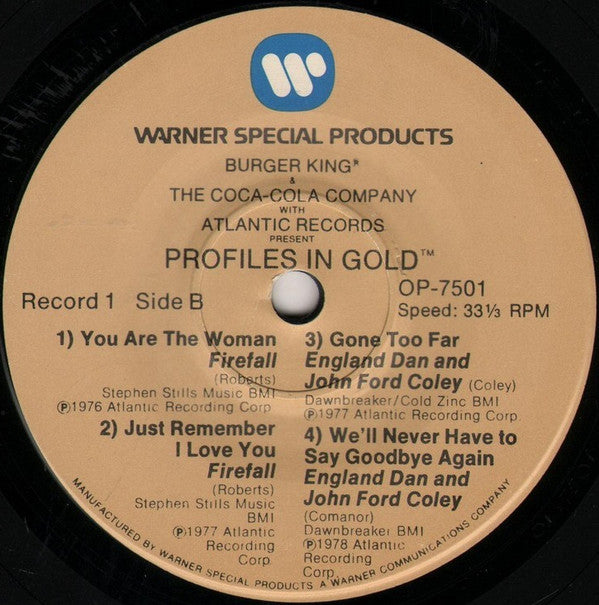 WARNER SPECIAL PRODUCTS
BURGER KING*
&
THE COCA-COLA COMPANY
WITH
ATLANTIC RECORDS
PRESENT
PROFILES IN GOLD™
Record 1 Side B
OP-7501
Speed: 33⅓ RPM
1) You Are The Woman
Firefall
(Roberts)
Stephen Stills Music BMI
℗1976 Atlantic Recording Corp.
2) Just Remember
I Love You
Firefall
(Roberts)
Stephen Stills Music
BMI
℗1977 Atlantic
Recording
Corp.
3) Gone Too Far
England Dan and
John Ford Coley (Coley)
Dawnbreaker/Cold Zinc BMI
℗1977 Atlantic Recording Corp.
4) We'll Never Have to
Say Goodbye Again
England Dan and
John Ford Coley
(Comanor)
Dawnbreaker BMI
℗1978 Atlantic
Recording
Corp.
MANUFACTURED BY WARNER SPECIAL PRODUCTS A WARNER COMMUNICATIONS COMPANY